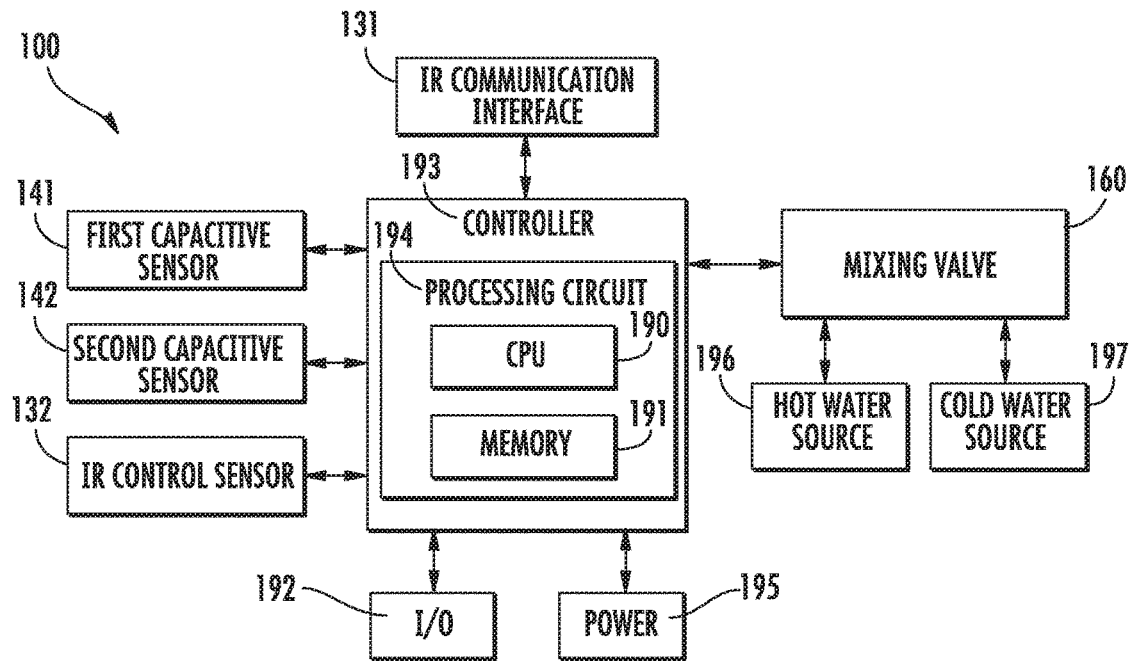 100
131
IR COMMUNICATION
INTERFACE
193
CONTROLLER
141
FIRST CAPACITIVE
SENSOR
142
SECOND CAPACITIVE
SENSOR
132
IR CONTROL SENSOR
194
PROCESSING CIRCUIT
190
CPU
191
MEMORY
160
MIXING VALVE
196
HOT WATER
SOURCE
197
COLD WATER
SOURCE
192
I/O
195
POWER